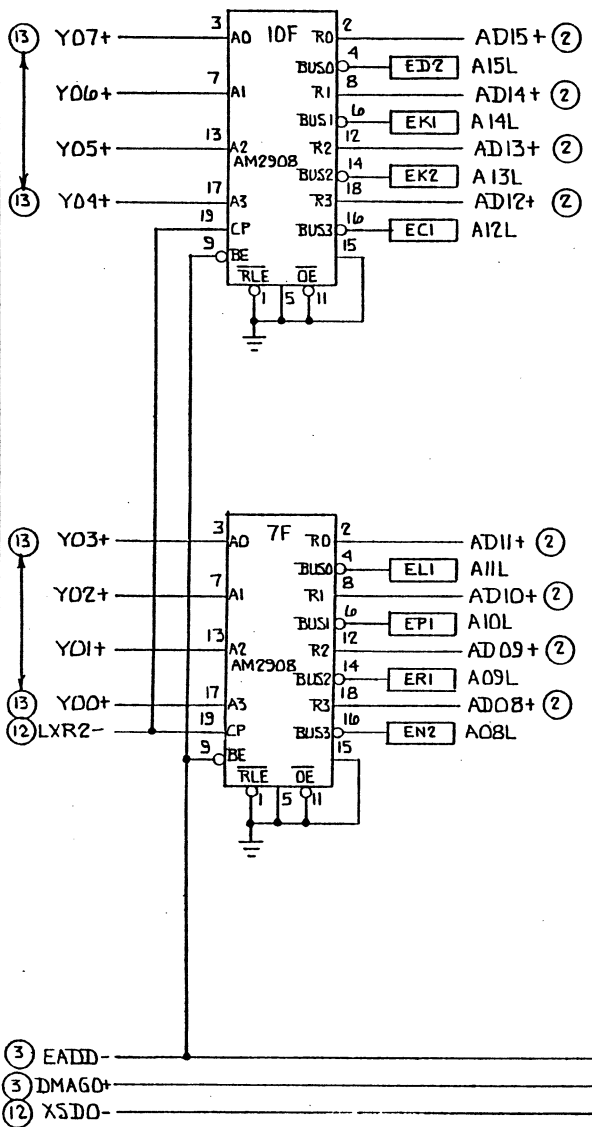 3 10F 2
13 Y07+ A0 R0 AD15+ 2
4
BUS0 ED2 A15L
7 8
Y06+ A1 R1 AD14+ 2
6
BUS1 EK1 A14L
13 12
Y05+ A2 R2 AD13+ 2
AM2908 14
BUS2 EK2 A13L
17 18
13 Y04+ A3 R3 AD12+ 2
19 16
CP BUS3 EC1 A12L
9 15
BE
RLE OE
1 5 11
3 7F 2
13 Y03+ A0 R0 AD11+ 2
4
BUS0 EL1 A11L
7 8
Y02+ A1 R1 AD10+ 2
6
BUS1 EP1 A10L
13 12
Y01+ A2 R2 AD09+ 2
AM2908 14
BUS2 ER1 A09L
17 18
13 Y00+ A3 R3 AD08+ 2
19 16
12 LXR2- CP BUS3 EN2 A08L
9 15
BE
RLE OE
1 5 11
3 EADD-
3 DMAG0+
12 XSD0-